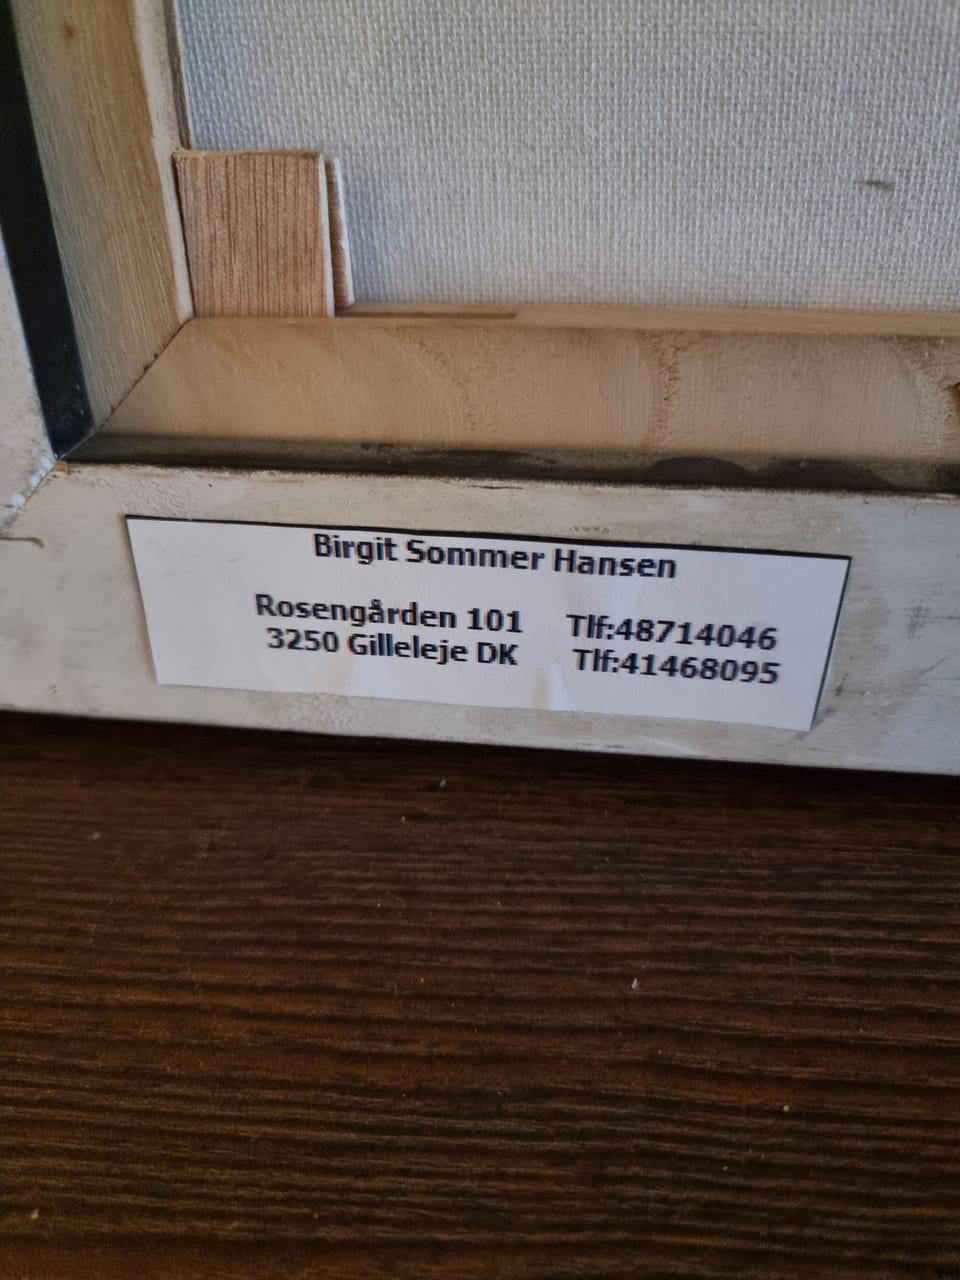 Birgit Sommer Hansen
Rosengården 101 Tlf:48714046
3250 Gilleleje DK Tlf:41468095